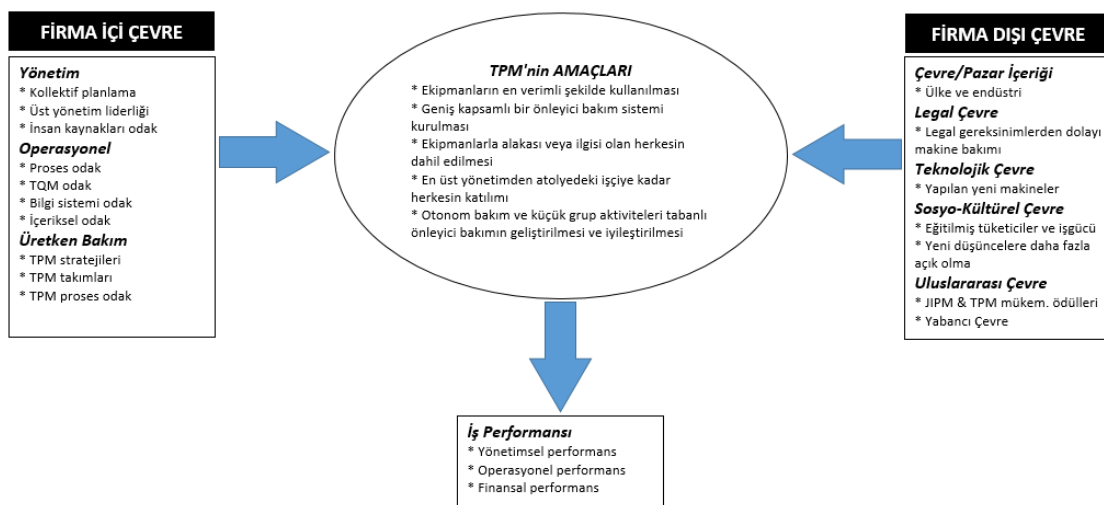 FİRMA İÇİ ÇEVRE
Yönetim
* Kollektif planlama
* Üst yönetim liderliği
* İnsan kaynakları odak
Operasyonel
* Proses odak
* TQM odak
* Bilgi sistemi odak
* İçeriksel odak
Üretken Bakım
* TPM stratejileri
* TPM takımları
* TPM proses odak
TPM'nin AMAÇLARI
* Ekipmanların en verimli şekilde kullanılması
* Geniş kapsamlı bir önleyici bakım sistemi
kurulması
* Ekipmanlarla alakası veya ilgisi olan herkesin
dahil edilmesi
* En üst yönetimden atolyedeki işçiye kadar
herkesin katılımı
* Otonom bakım ve küçük grup aktiviteleri tabanlı
önleyici bakımın geliştirilmesi ve iyileştirilmesi
FİRMA DIŞI ÇEVRE
Çevre/Pazar İçeriği
* Ülke ve endüstri
Legal Çevre
* Legal gereksinimlerden dolayı
makine bakımı
Teknolojik Çevre
* Yapılan yeni makineler
Sosyo-Kültürel Çevre
* Eğitilmiş tüketiciler ve işgücü
* Yeni düşüncelere daha fazla
açık olma
Uluslararası Çevre
* JIPM & TPM mükem. ödülleri
* Yabancı Çevre
İş Performansı
* Yönetimsel performans
* Operasyonel performans
* Finansal performans